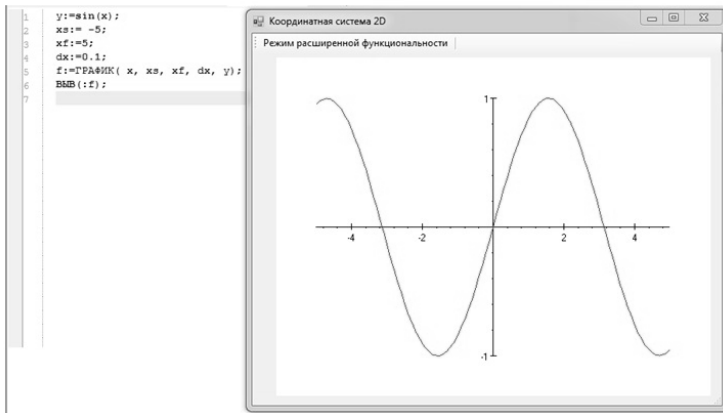 1 y:=sin(x);
2 xs:= -5;
3 xf:=5;
4 dx:=0.1;
5 f:=ГРАФИК( x, xs, xf, dx, y);
6 ВЫВ(:f);
7
Координатная система 2D
Режим расширенной функциональности
1
-4 -2 2 4
-1